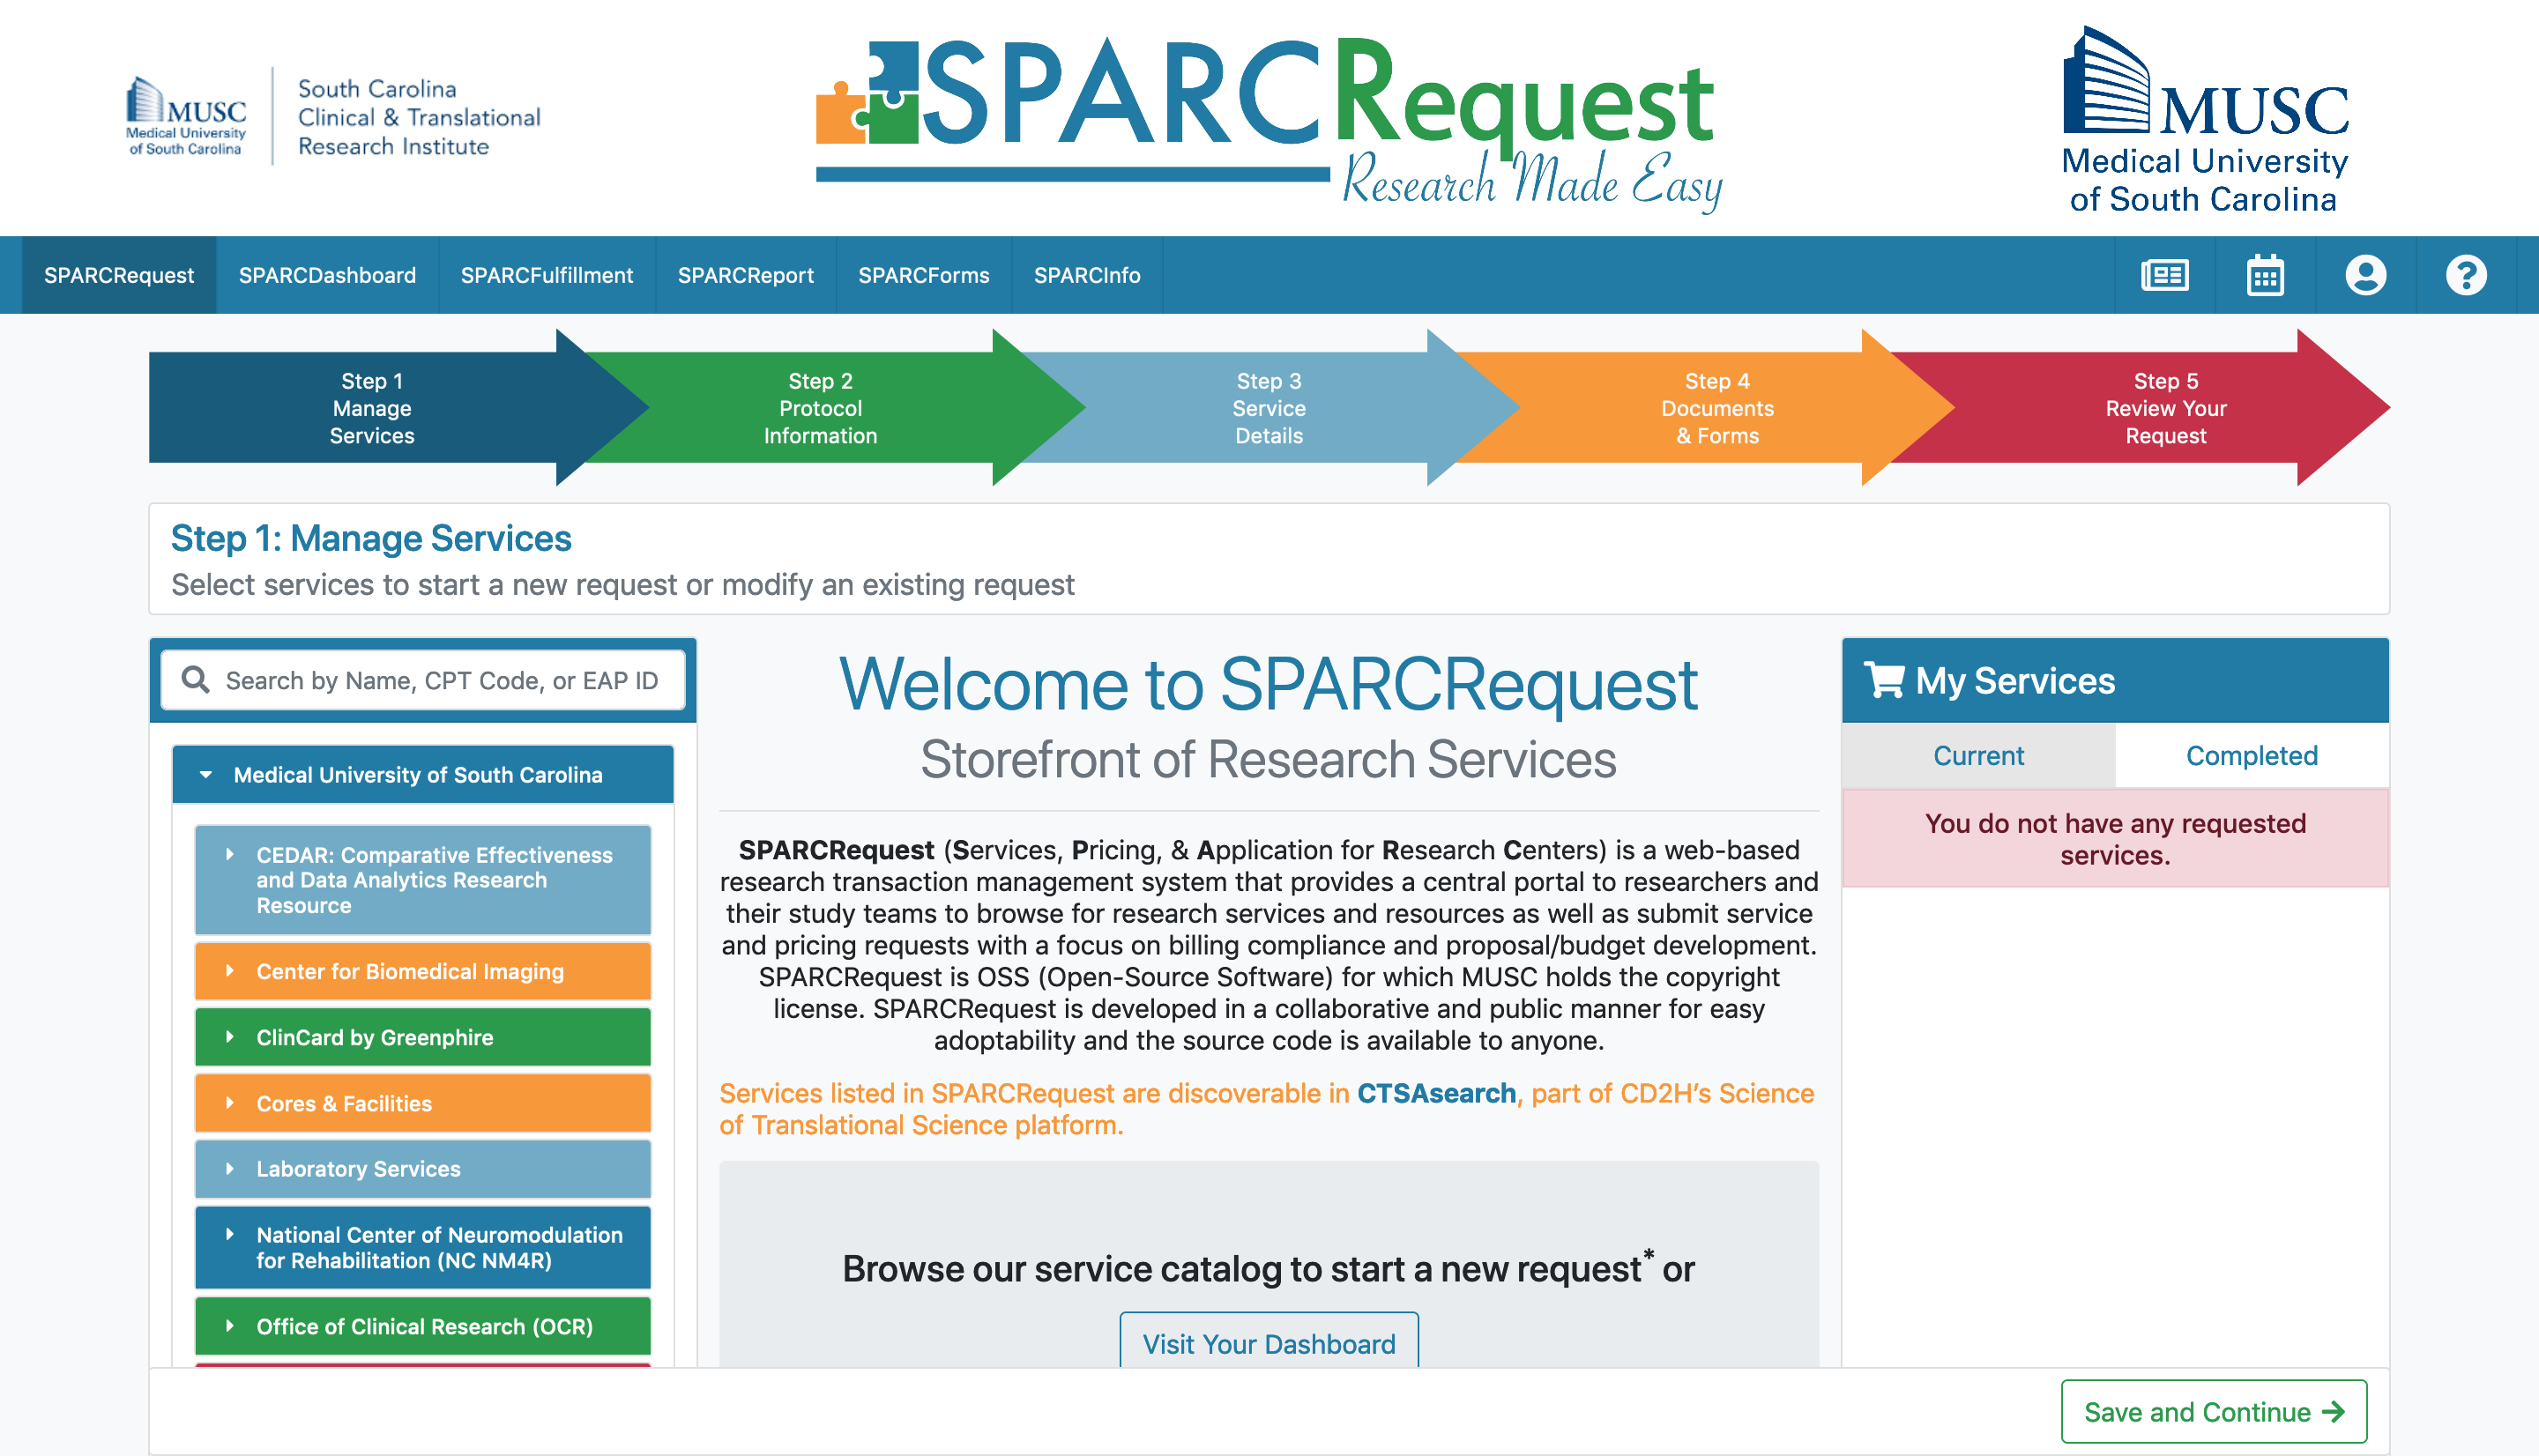 MUSC
Medical University
of South Carolina
South Carolina
Clinical & Translational
Research Institute
SPARCRequest
Research Made Easy
MUSC
Medical University
of South Carolina
SPARCRequest
SPARCDashboard
SPARCFulfillment
SPARCReport
SPARCForms
SPARCInfo
Step 1
Manage
Services
Step 2
Protocol
Information
Step 3
Service
Details
Step 4
Documents
& Forms
Step 5
Review Your
Request
Step 1: Manage Services
Select services to start a new request or modify an existing request
Search by Name, CPT Code, or EAP ID
Medical University of South Carolina
CEDAR: Comparative Effectiveness
and Data Analytics Research
Resource
Center for Biomedical Imaging
ClinCard by Greenphire
Cores & Facilities
Laboratory Services
National Center of Neuromodulation
for Rehabilitation (NC NM4R)
Office of Clinical Research (OCR)
Welcome to SPARCRequest
Storefront of Research Services
SPARCRequest (Services, Pricing, & Application for Research Centers) is a web-based
research transaction management system that provides a central portal to researchers and
their study teams to browse for research services and resources as well as submit service
and pricing requests with a focus on billing compliance and proposal/budget development.
SPARCRequest is OSS (Open-Source Software) for which MUSC holds the copyright
license. SPARCRequest is developed in a collaborative and public manner for easy
adoptability and the source code is available to anyone.
Services listed in SPARCRequest are discoverable in CTSAsearch, part of CD2H’s Science
of Translational Science platform.
Browse our service catalog to start a new request* or
Visit Your Dashboard
My Services
Current
Completed
You do not have any requested
services.
Save and Continue